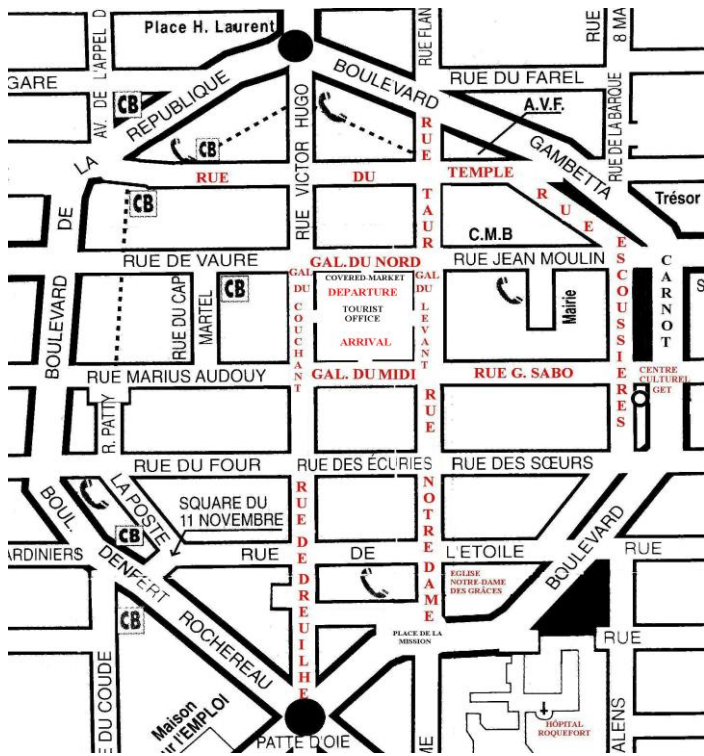 Place H. Laurent
GARE
AV. DE L'APPEL D
RUE FLAN
RUE
8 MA
BOULEVARD
RUE DU FAREL
CB
REPUBLIQUE
HUGO
A.V.F.
RUE DE LA BARQUE
GAMBETTA
CB
LA
RUE
DU
TEMPLE
RUE VICTOR
RUE TAUR
RUE ESCOUSSIERES
Trésor
CB
DE
C.M.B
RUE DE VAURE
GAL. DU NORD
RUE JEAN MOULIN
CARNOT
S
GAL DU COUCHANT
COVERED-MARKET
DEPARTURE
TOURIST
OFFICE
ARRIVAL
GAL DU LEVANT
RUE DU CAP
MARTEL
CB
Mairie
BOULEVARD
RUE MARIUS AUDOUY
GAL. DU MIDI
RUE G. SABO
CENTRE
CULTUREL
GET
R. PATTY
RUE NOTRE DAME
RUE DU FOUR
RUE DES ÉCURIES
RUE DES SŒURS
LA POSTE
SQUARE DU
11 NOVEMBRE
BOUL
CB
RUE DE DREUILHE
BOULEVARD
ARDINIERS
DENFERT
RUE
DE
L'ETOILE
RUE
EGLISE
NOTRE-DAME
DES GRÂCES
CB
ROCHEREAU
PLACE DE LA
MISSION
RUE
E DU COUDE
Maison
ur l'EMPLOI
PATTE D'OIE
ME
HÔPITAL
ROQUEFORT
ALENS